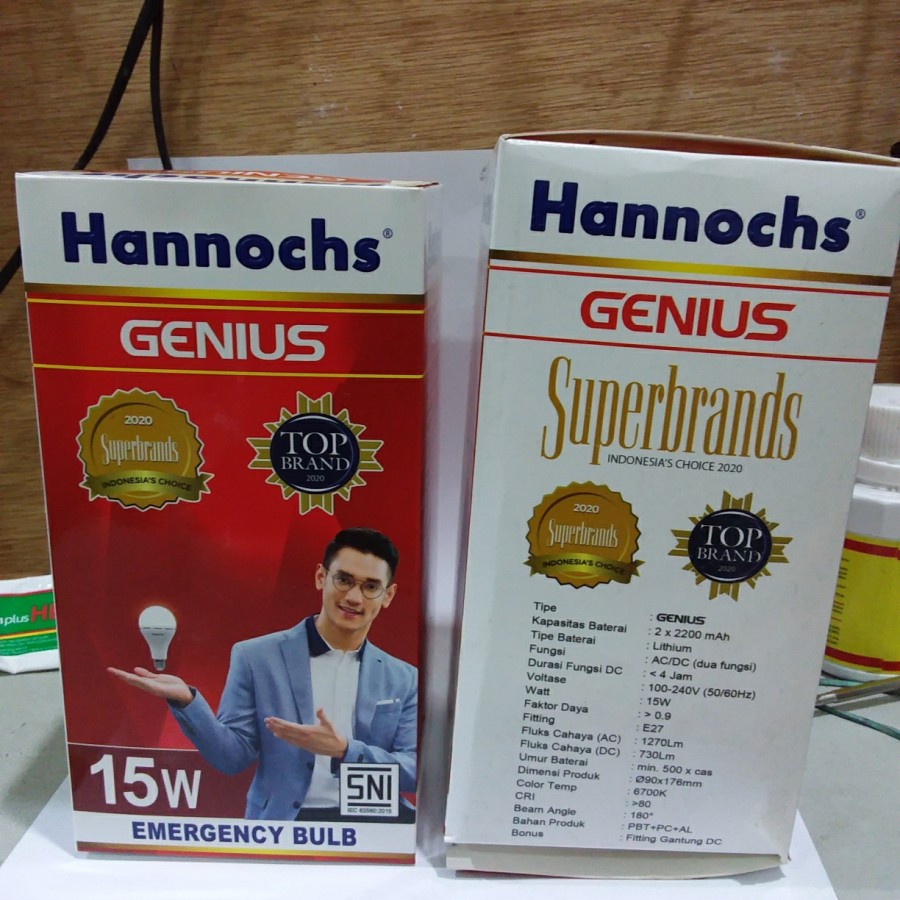 Hannochs®
GENIUS
2020
Superbrands
INDONESIA'S CHOICE
TOP
BRAND
2020
15W
SNI
IEC 62560:2015
EMERGENCY BULB
Hannochs®
GENIUS
Superbrands
INDONESIA'S CHOICE 2020
2020
Superbrands
INDONESIA'S CHOICE
TOP
BRAND
2020
Tipe : GENIUS
Kapasitas Baterai : 2 x 2200 mAh
Tipe Baterai : Lithium
Fungsi : AC/DC (dua fungsi)
Durasi Fungsi DC : < 4 Jam
Voltase : 100-240V (50/60Hz)
Watt : 15W
Faktor Daya : > 0.9
Fitting : E27
Fluks Cahaya (AC) : 1270Lm
Fluks Cahaya (DC) : 730Lm
Umur Baterai : min. 500 x cas
Dimensi Produk : Ø90x176mm
Color Temp : 6700K
CRI : >80
Beam Angle : 180°
Bahan Produk : PBT+PC+AL
Bonus : Fitting Gantung DC
plus